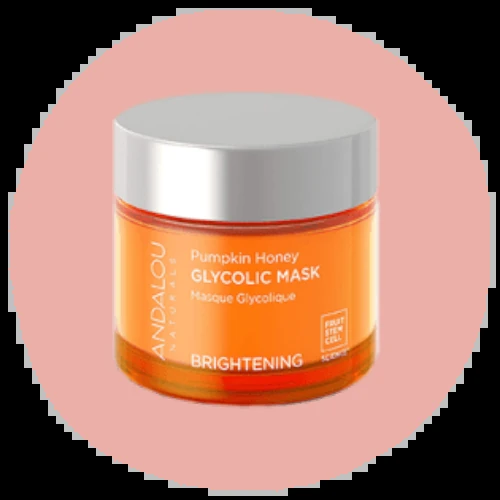 ANDALOU
NATURALS
Pumpkin Honey
GLYCOLIC MASK
Masque Glycolique
FRUIT
STEM
CELL
BRIGHTENING